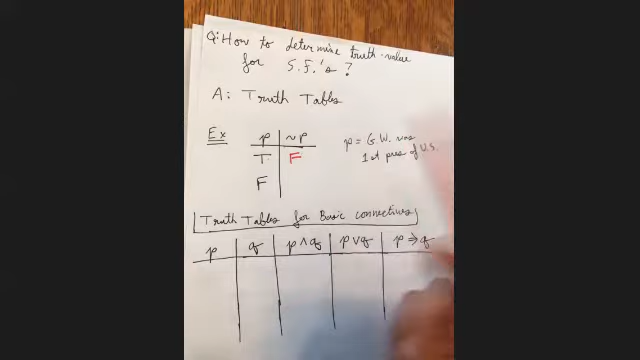 Q: How to determine truth-value
for S.F.'s?
A: Truth Tables
Ex
p ~p
T F
F
p = G.W. was
1st pres of U.S.
Truth Tables for Basic connectives
p q p ∧ q p ∨ q p ⇒ q